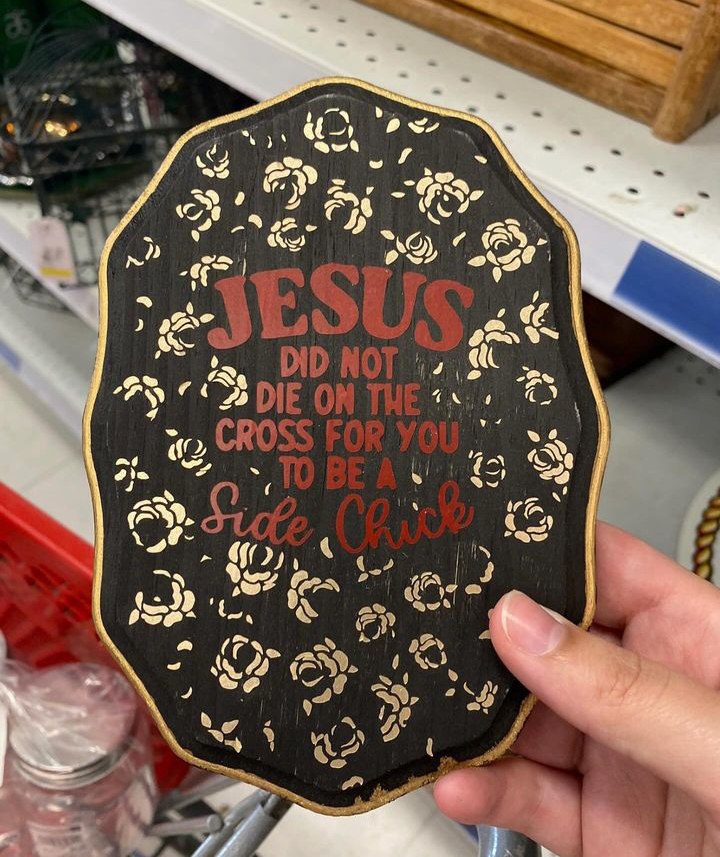 JESUS
DID NOT
DIE ON THE
CROSS FOR YOU
TO BE A
Side Chick